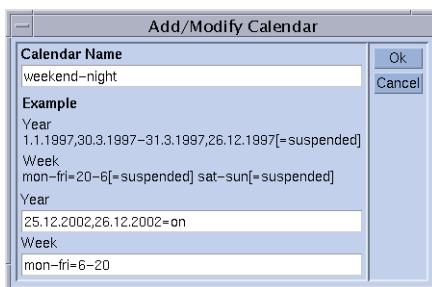 Add/Modify Calendar
Calendar Name
weekend-night
Example
Year
1.1.1997,30.3.1997-31.3.1997,26.12.1997[=suspended]
Week
mon-fri=20-6[=suspended] sat-sun[=suspended]
Year
25.12.2002,26.12.2002=on
Week
mon-fri=6-20
Ok
Cancel